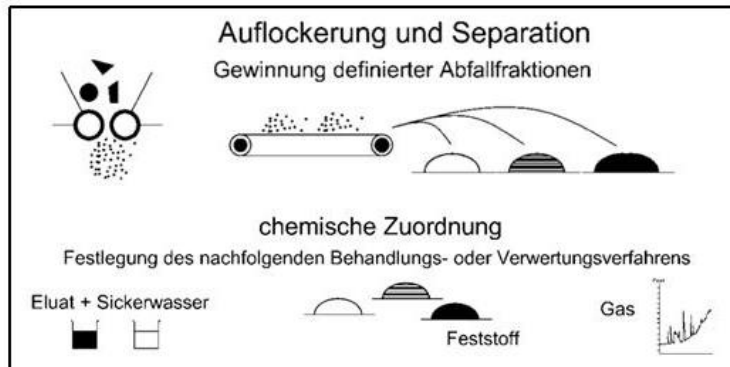 Auflockerung und Separation
Gewinnung definierter Abfallfraktionen
chemische Zuordnung
Festlegung des nachfolgenden Behandlungs- oder Verwertungsverfahrens
Eluat + Sickerwasser
Feststoff
Gas